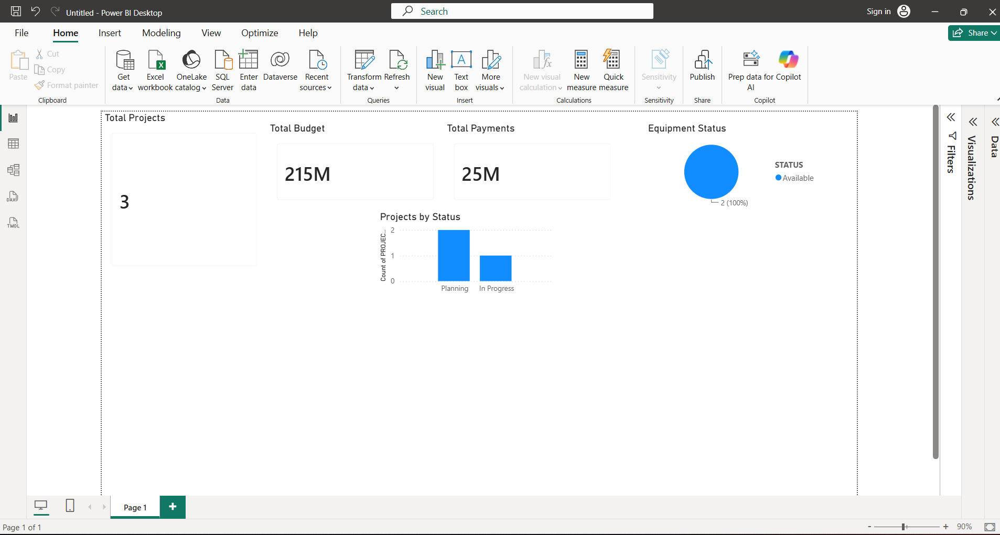 Untitled - Power BI Desktop
Search
Sign in
File
Home
Insert
Modeling
View
Optimize
Help
Share
Paste
Cut
Copy
Format painter
Clipboard
Get
data
Excel
workbook
OneLake
catalog
SQL
Server
Enter
data
Dataverse
Recent
sources
Data
Transform
data
Refresh
Queries
New
visual
Text
box
More
visuals
Insert
New visual
calculation
New
measure
Quick
measure
Calculations
Sensitivity
Sensitivity
Publish
Share
Prep data for
AI
Copilot
Copilot
DAX
TMDL
Total Projects
3
Total Budget
215M
Total Payments
25M
Equipment Status
2 (100%)
STATUS
Available
Projects by Status
Count of PROJEC...
2
1
0
Planning
In Progress
Filters
Visualizations
Data
Page 1
Page 1 of 1
- + 90%